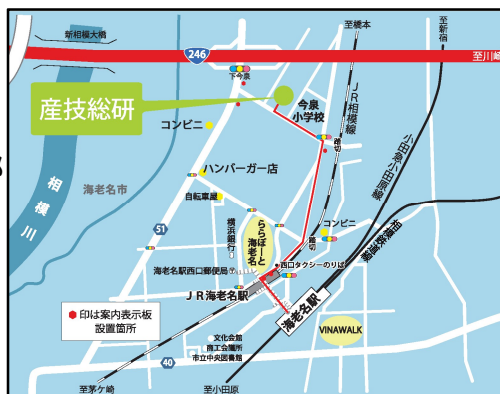 新相模大橋
至橋本
至新宿
246
至川崎
下今泉
産技総研
今泉
小学校
JR相模線
コンビニ
踏切
小田急小田原線
ハンバーガー店
相模川
海老名市
自転車屋
ららぽーと
海老名
横浜銀行
コンビニ
相模鉄道線
51
踏切
海老名駅西口郵便局
西口タクシーのりば
JR海老名駅
海老名駅
印は案内表示板
設置箇所
文化会館
商工会議所
市立中央図書館
VINAWALK
40
至茅ケ崎
至小田原